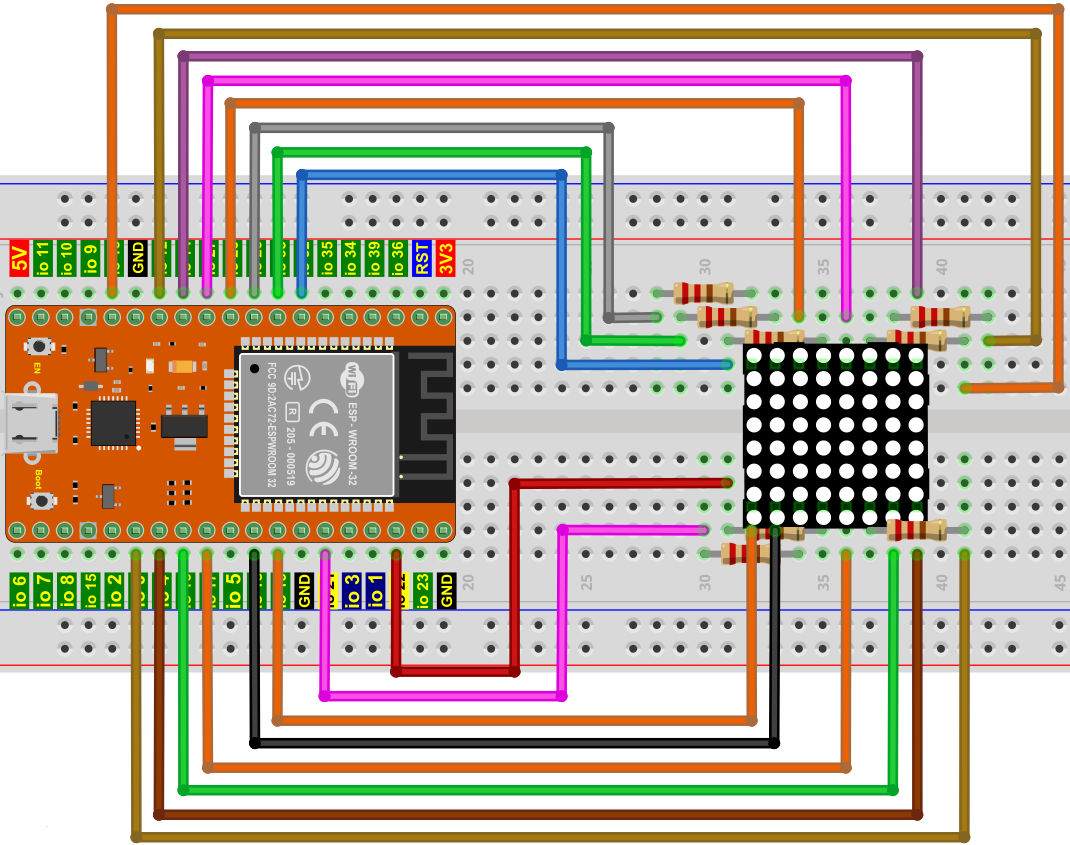 5V
io 11
io 10
io 9
GND
io 35
io 34
io 39
io 36
RST
3V3
20
30
35
40
EN
Boot
FCC 9D:2AC72-ESPWROOM 32
R
205 - 000519
CE
Wi Fi
ESP - WROOM -32
io 6
io 7
io 8
io 15
io 2
io 5
GND
io 3
io 1
io 23
GND
20
25
30
35
40
45